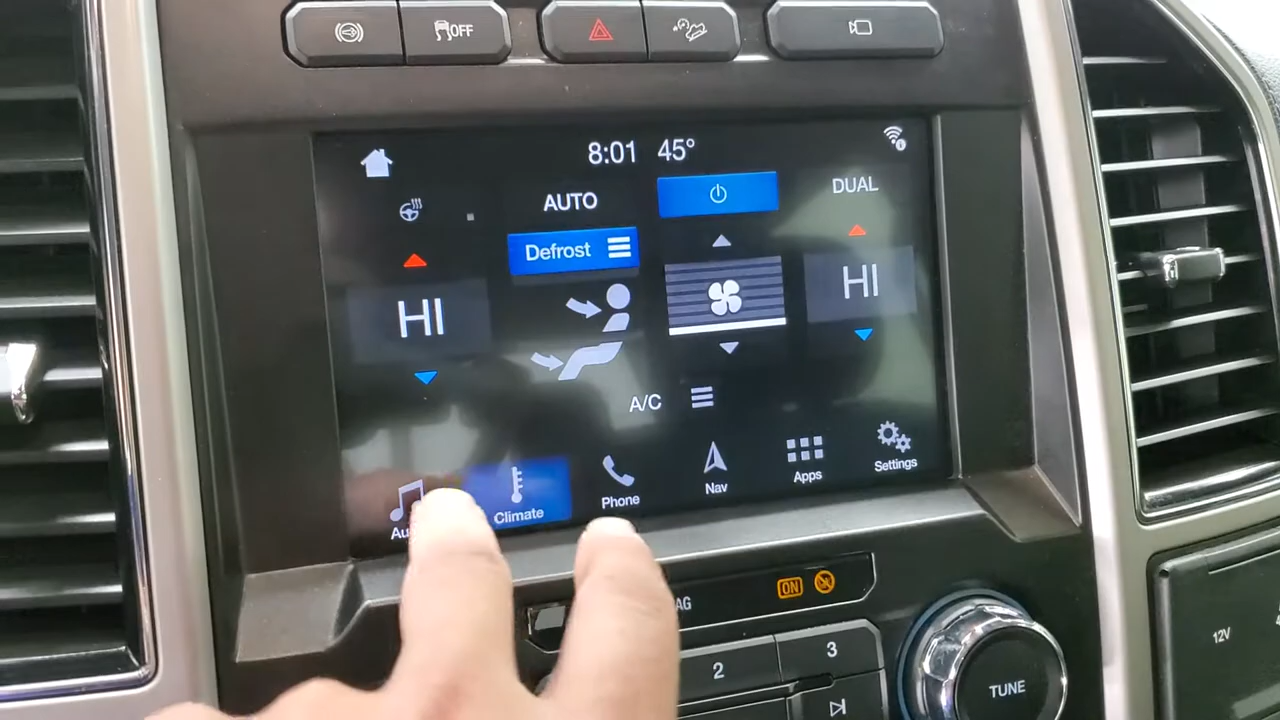 OFF
8:01 45°
AUTO
DUAL
Defrost
HI
HI
A/C
Climate
Phone
Nav
Apps
Settings
AG
ON
2
3
12V
TUNE